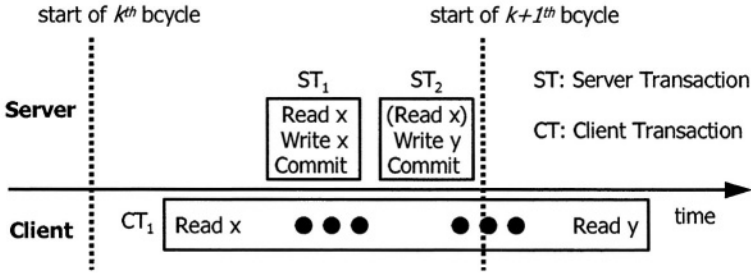 start of kth bcycle
start of k+1th bcycle
ST1
ST2
ST: Server Transaction
Server
Read x
Write x
Commit
(Read x)
Write y
Commit
CT: Client Transaction
time
Client
CT1
Read x
Read y